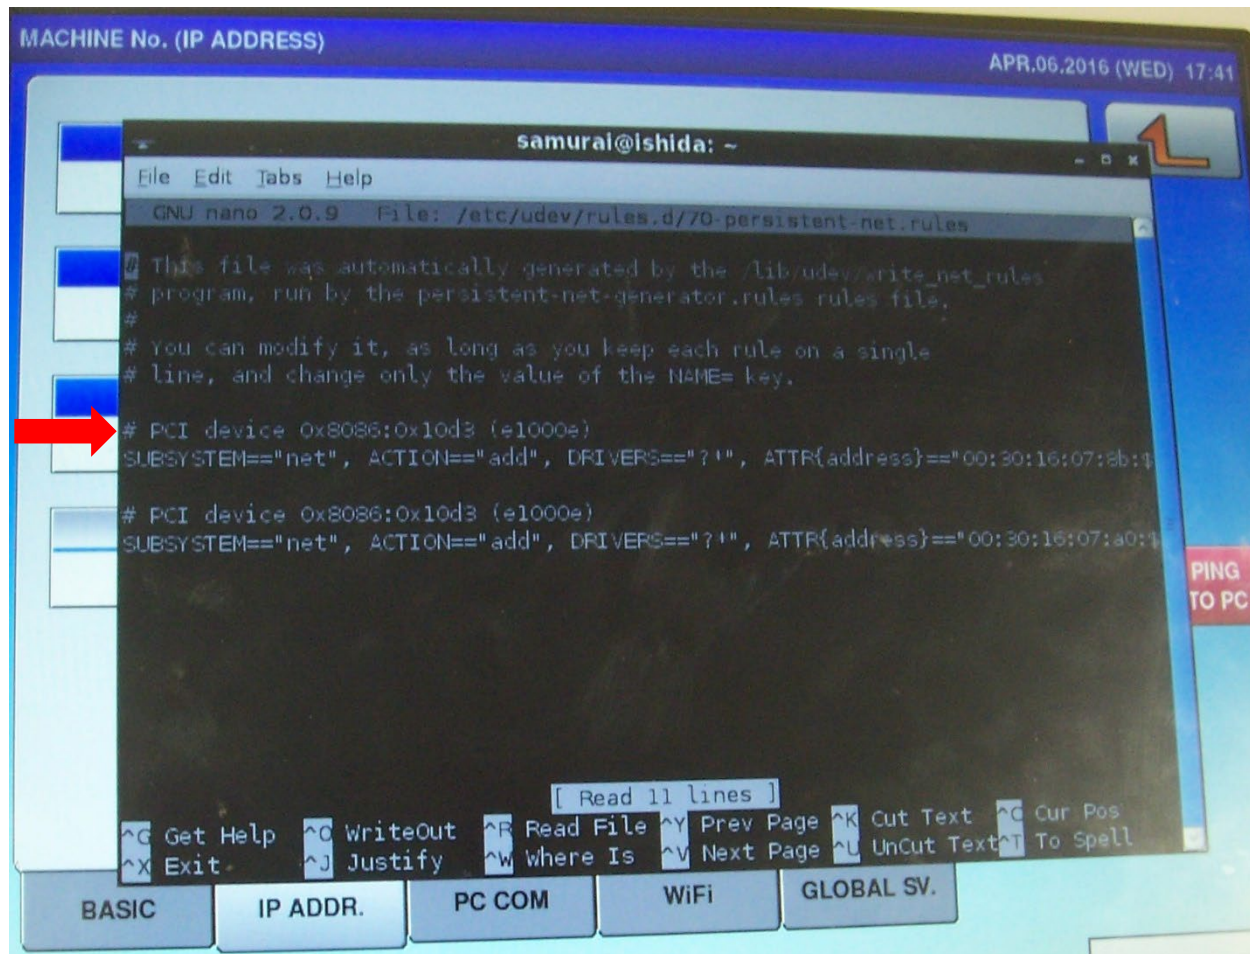 MACHINE No. (IP ADDRESS)
APR.06.2016 (WED) 17:41
samurai@ishida: ~
File Edit Tabs Help
GNU nano 2.0.9 File: /etc/udev/rules.d/70-persistent-net.rules
# This file was automatically generated by the /lib/udev/write_net_rules
# program, run by the persistent-net-generator.rules rules file.
#
# You can modify it, as long as you keep each rule on a single
# line, and change only the value of the NAME= key.
# PCI device 0x8086:0x10d3 (e1000e)
SUBSYSTEM=="net", ACTION=="add", DRIVERS=="?*", ATTR{address}=="00:30:16:07:8b:$
# PCI device 0x8086:0x10d3 (e1000e)
SUBSYSTEM=="net", ACTION=="add", DRIVERS=="?*", ATTR{address}=="00:30:16:07:a0:$
PING
TO PC
[ Read 11 lines ]
^G Get Help ^O WriteOut ^R Read File ^Y Prev Page ^K Cut Text ^C Cur Pos
^X Exit ^J Justify ^W Where Is ^V Next Page ^U UnCut Text ^T To Spell
BASIC IP ADDR. PC COM WiFi GLOBAL SV.